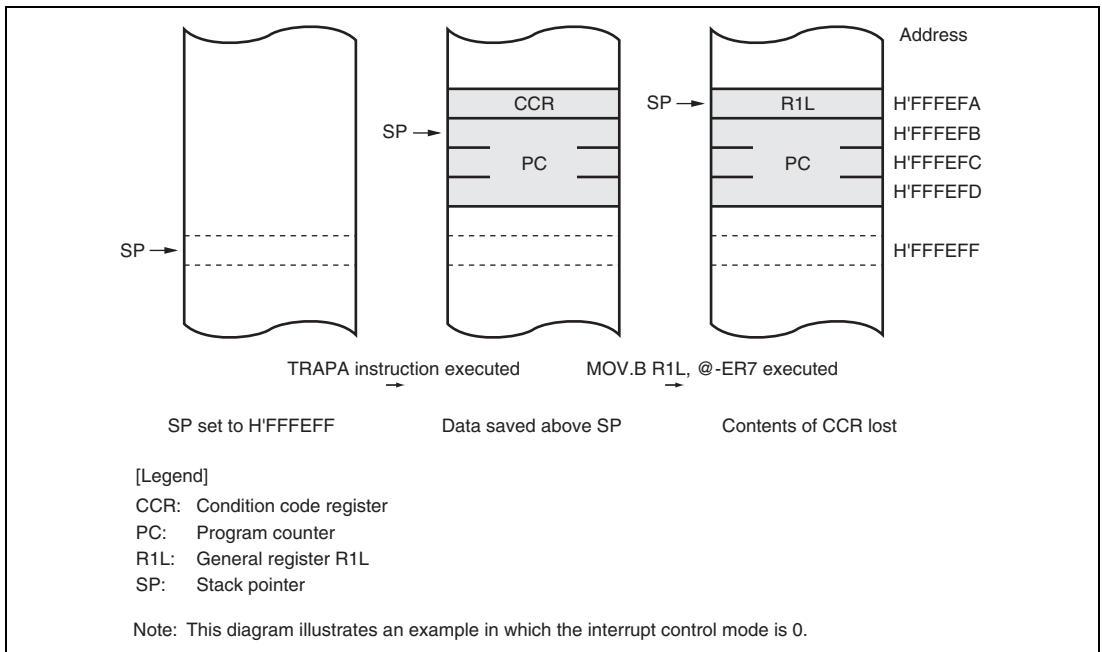 Address
CCR
SP
R1L
H'FFFEFA
SP
H'FFFEFB
PC
PC
H'FFFEFC
H'FFFEFD
SP
H'FFFEFF
TRAPA instruction executed
MOV.B R1L, @-ER7 executed
SP set to H'FFFEFF
Data saved above SP
Contents of CCR lost
[Legend]
CCR: Condition code register
PC: Program counter
R1L: General register R1L
SP: Stack pointer
Note: This diagram illustrates an example in which the interrupt control mode is 0.